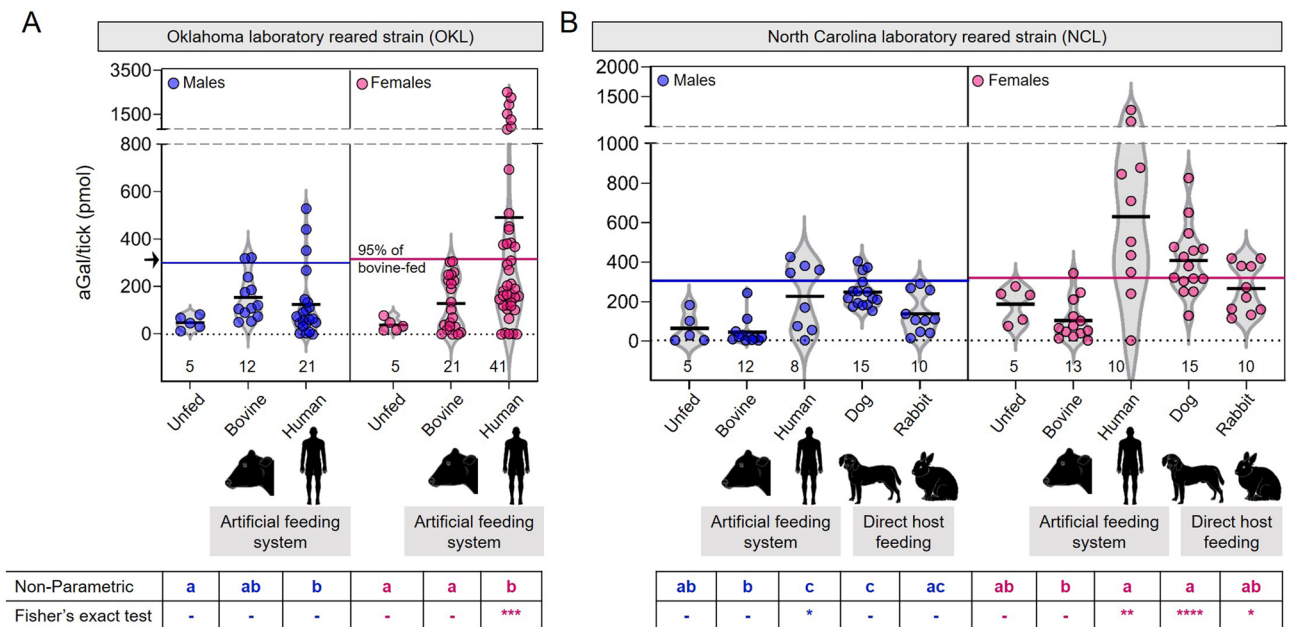 A
Oklahoma laboratory reared strain (OKL)
3500
1500
800
600
400
200
0
aGal/tick (pmol)
Males
Females
95% of
bovine-fed
5
12
21
5
21
41
Unfed
Bovine
Human
Unfed
Bovine
Human
Artificial feeding
system
Artificial feeding
system
B
North Carolina laboratory reared strain (NCL)
2000
1500
1000
800
600
400
200
0
Males
Females
5
12
8
15
10
5
13
10
15
10
Unfed
Bovine
Human
Dog
Rabbit
Unfed
Bovine
Human
Dog
Rabbit
Artificial feeding
system
Direct host
feeding
Artificial feeding
system
Direct host
feeding
Non-Parametric a ab b a a b ab b c c ac ab b a a ab
Fisher's exact test - - - - - *** - - * - - - - ** **** *